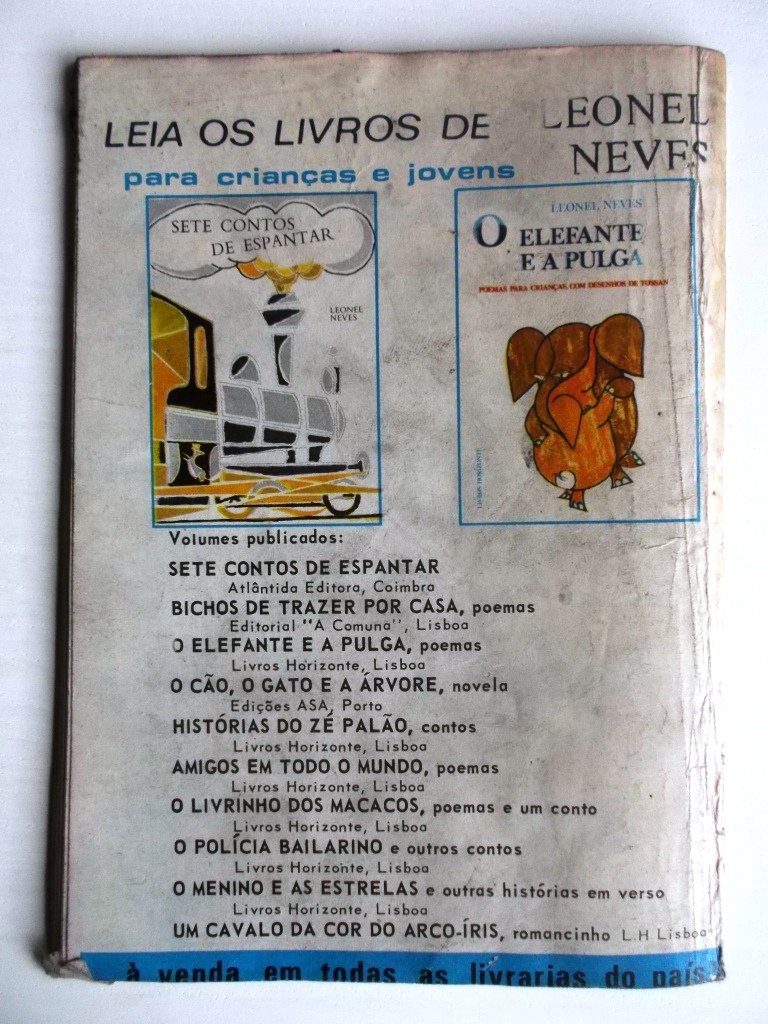 LEIA OS LIVROS DE LEONEL NEVES
para crianças e jovens
SETE CONTOS
DE ESPANTAR
LEONEL
NEVES
LEONEL NEVES
O ELEFANTE
E A PULGA
POEMAS PARA CRIANÇAS COM DESENHOS DE TOSSAN
LIVROS HORIZONTE
Volumes publicados:
SETE CONTOS DE ESPANTAR
Atlântida Editora, Coimbra
BICHOS DE TRAZER POR CASA, poemas
Editorial "A Comuna", Lisboa
O ELEFANTE E A PULGA, poemas
Livros Horizonte, Lisboa
O CÃO, O GATO E A ÁRVORE, novela
Edições ASA, Porto
HISTÓRIAS DO ZÉ PALÃO, contos
Livros Horizonte, Lisboa
AMIGOS EM TODO O MUNDO, poemas
Livros Horizonte, Lisboa
O LIVRINHO DOS MACACOS, poemas e um conto
Livros Horizonte, Lisboa
O POLÍCIA BAILARINO e outros contos
Livros Horizonte, Lisboa
O MENINO E AS ESTRELAS e outras histórias em verso
Livros Horizonte, Lisboa
UM CAVALO DA COR DO ARCO-ÍRIS, romancinho L.H Lisboa
à venda em todas as livrarias do país